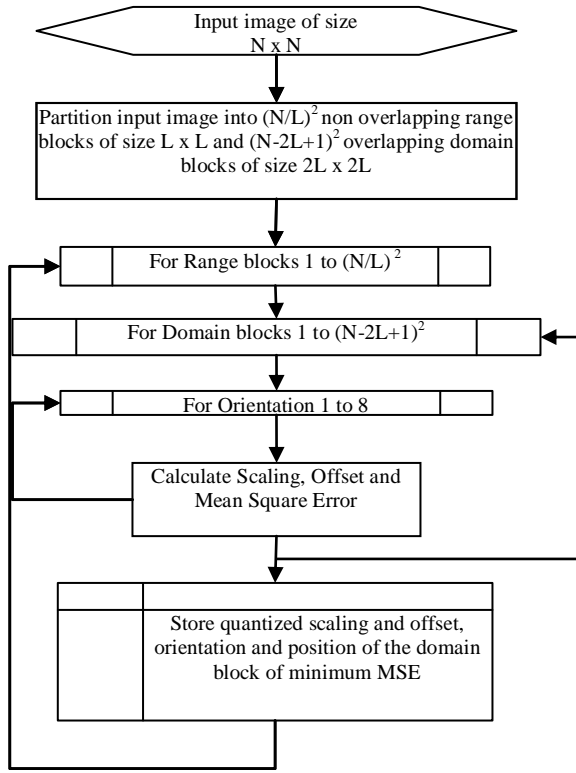 Input image of size
N x N
Partition input image into (N/L)² non overlapping range
blocks of size L x L and (N-2L+1)² overlapping domain
blocks of size 2L x 2L
For Range blocks 1 to (N/L) ²
For Domain blocks 1 to (N-2L+1)²
For Orientation 1 to 8
Calculate Scaling, Offset and
Mean Square Error
Store quantized scaling and offset,
orientation and position of the domain
block of minimum MSE